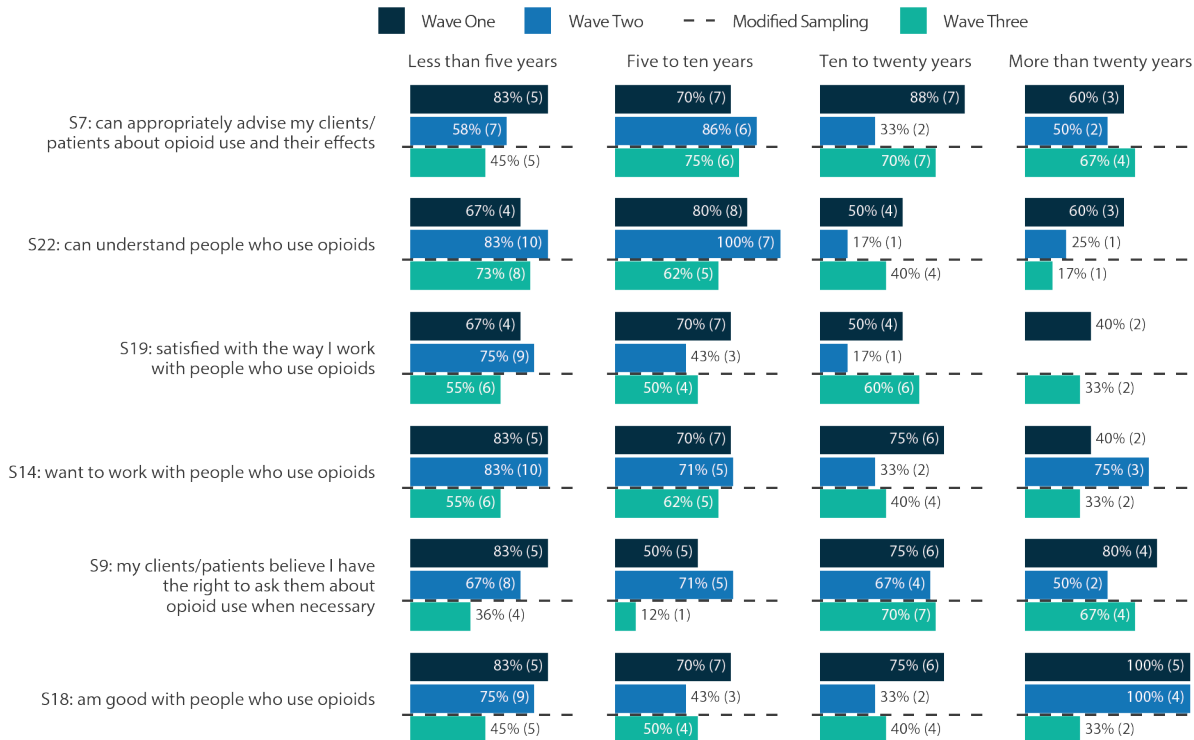 Wave One Wave Two Modified Sampling Wave Three
Less than five years Five to ten years Ten to twenty years More than twenty years
83% (5) 70% (7) 88% (7) 60% (3)
S7: can appropriately advise my clients/
58% (7) 86% (6) 33% (2) 50% (2)
patients about opioid use and their effects
45% (5) 75% (6) 70% (7) 67% (4)
67% (4) 80% (8) 50% (4) 60% (3)
S22: can understand people who use opioids
83% (10) 100% (7) 17% (1) 25% (1)
73% (8) 62% (5) 40% (4) 17% (1)
67% (4) 70% (7) 50% (4) 40% (2)
S19: satisfied with the way I work
75% (9) 43% (3) 17% (1)
with people who use opioids
55% (6) 50% (4) 60% (6) 33% (2)
83% (5) 70% (7) 75% (6) 40% (2)
S14: want to work with people who use opioids
83% (10) 71% (5) 33% (2) 75% (3)
55% (6) 62% (5) 40% (4) 33% (2)
83% (5) 50% (5) 75% (6) 80% (4)
S9: my clients/patients believe I have
the right to ask them about
67% (8) 71% (5) 67% (4) 50% (2)
opioid use when necessary
36% (4) 12% (1) 70% (7) 67% (4)
83% (5) 70% (7) 75% (6) 100% (5)
S18: am good with people who use opioids
75% (9) 43% (3) 33% (2) 100% (4)
45% (5) 50% (4) 40% (4) 33% (2)